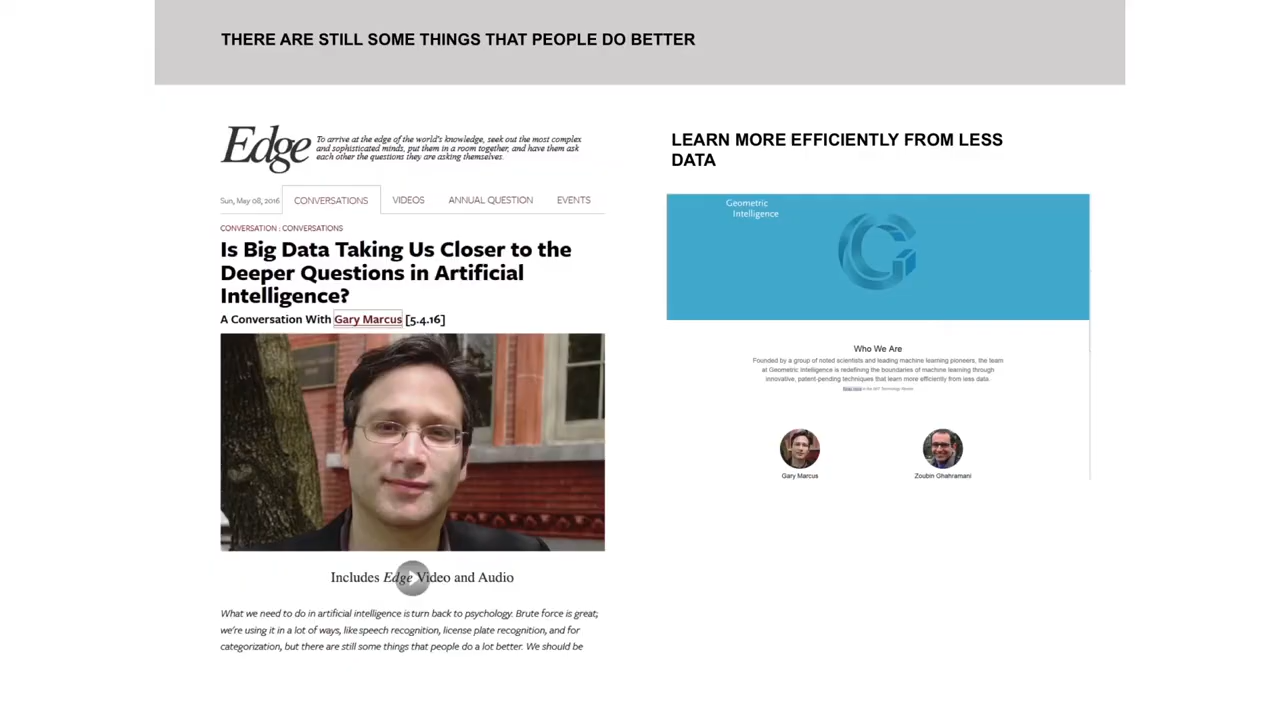 THERE ARE STILL SOME THINGS THAT PEOPLE DO BETTER
Edge
To arrive at the edge of the world's knowledge, seek out the most complex
and sophisticated minds, put them in a room together, and have them ask
each other the questions they are asking themselves.
Sun, May 08, 2016
CONVERSATIONS
VIDEOS
ANNUAL QUESTION
EVENTS
CONVERSATION : CONVERSATIONS
Is Big Data Taking Us Closer to the
Deeper Questions in Artificial
Intelligence?
A Conversation With Gary Marcus [5.4.16]
Includes Edge Video and Audio
What we need to do in artificial intelligence is turn back to psychology. Brute force is great;
we're using it in a lot of ways, like speech recognition, license plate recognition, and for
categorization, but there are still some things that people do a lot better. We should be
LEARN MORE EFFICIENTLY FROM LESS
DATA
Geometric
Intelligence
Who We Are
Founded by a group of noted scientists and leading machine learning pioneers, the team
at Geometric Intelligence is redefining the boundaries of machine learning through
innovative, patent-pending techniques that learn more efficiently from less data.
in the MIT Technology Review
Gary Marcus
Zoubin Ghahramani